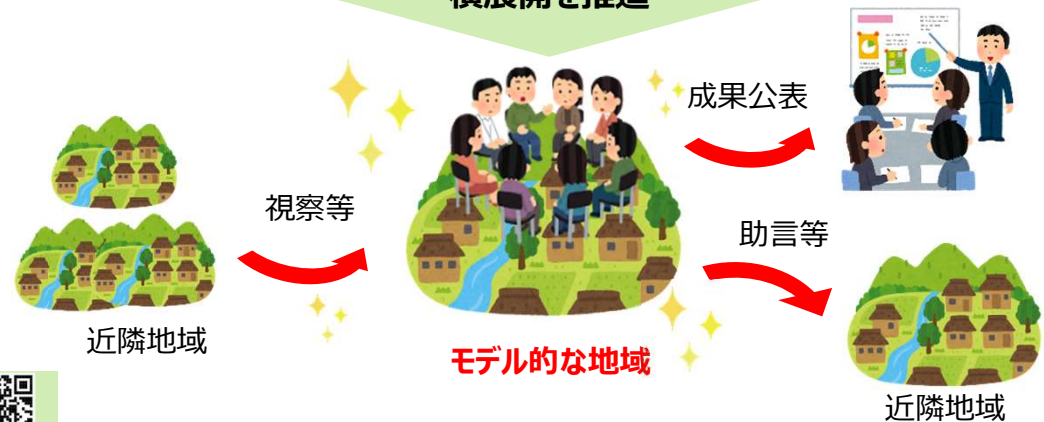 横展開を推進
成果公表
視察等
助言等
近隣地域
モデル的な地域
近隣地域